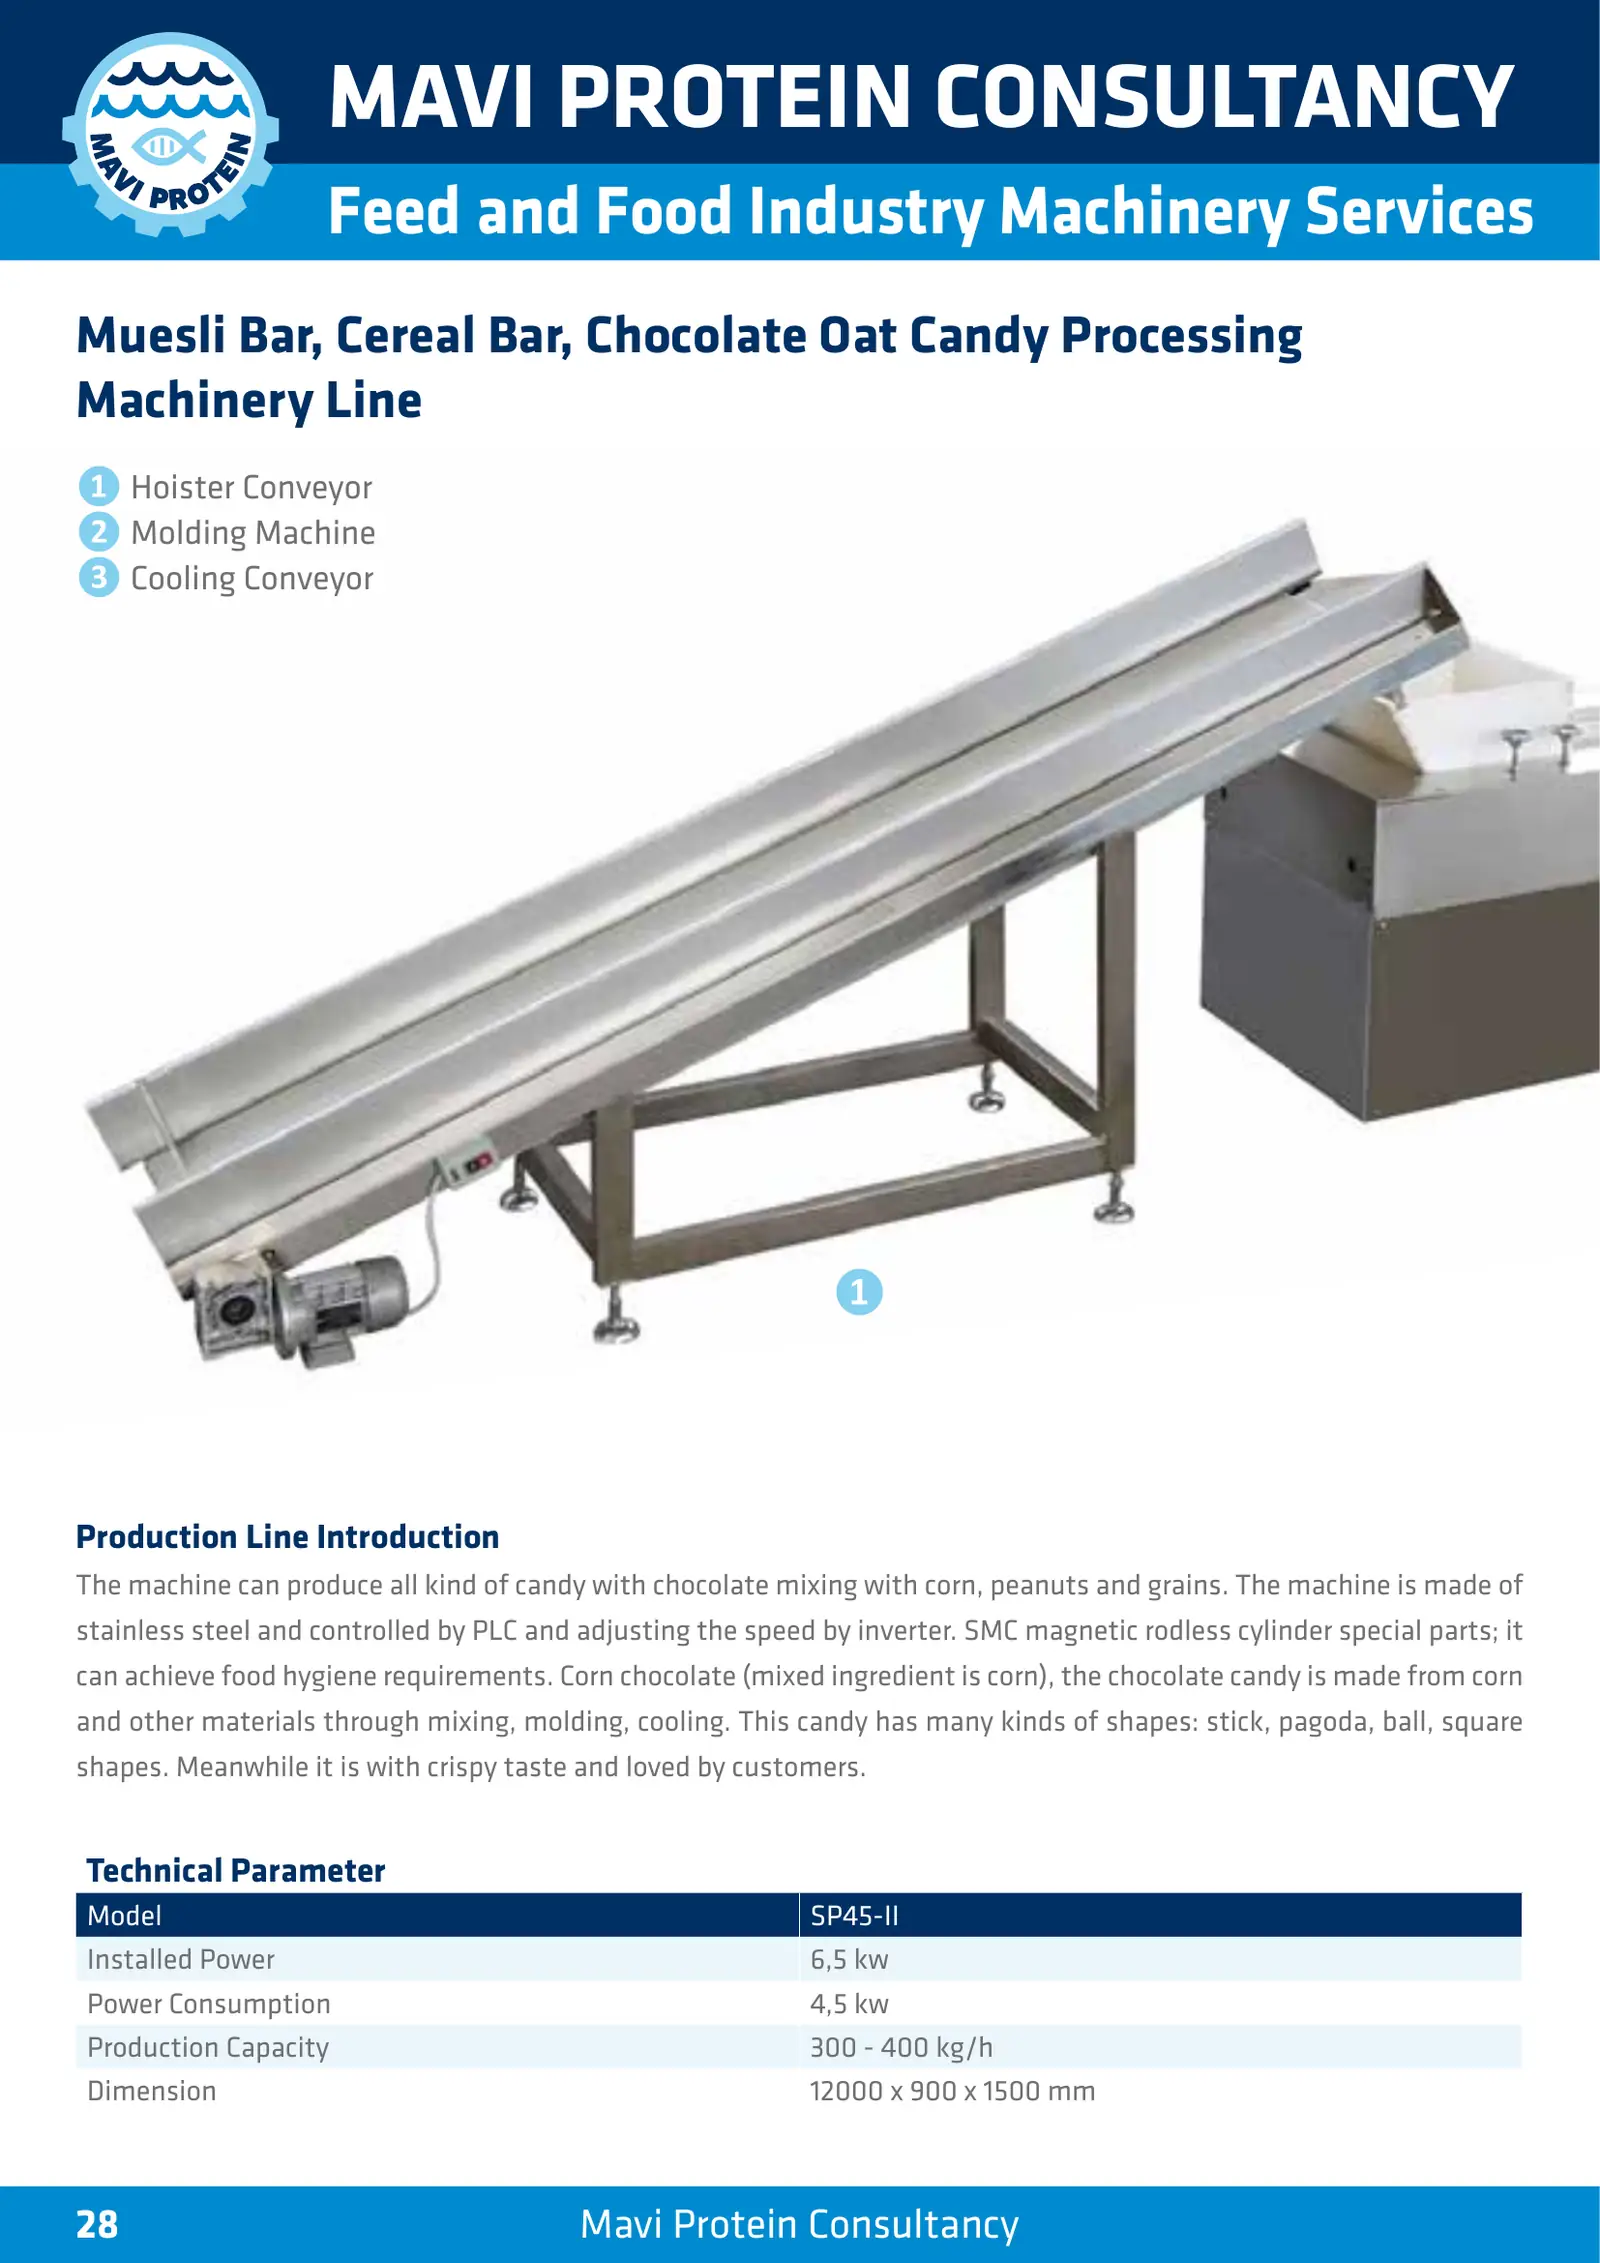 MAVI PROTEIN
MAVI PROTEIN CONSULTANCY
Feed and Food Industry Machinery Services
Muesli Bar, Cereal Bar, Chocolate Oat Candy Processing
Machinery Line
1 Hoister Conveyor
2 Molding Machine
3 Cooling Conveyor
1
Production Line Introduction
The machine can produce all kind of candy with chocolate mixing with corn, peanuts and grains. The machine is made of
stainless steel and controlled by PLC and adjusting the speed by inverter. SMC magnetic rodless cylinder special parts; it
can achieve food hygiene requirements. Corn chocolate (mixed ingredient is corn), the chocolate candy is made from corn
and other materials through mixing, molding, cooling. This candy has many kinds of shapes: stick, pagoda, ball, square
shapes. Meanwhile it is with crispy taste and loved by customers.
Technical Parameter
Model SP45-II
Installed Power 6,5 kw
Power Consumption 4,5 kw
Production Capacity 300 - 400 kg/h
Dimension 12000 x 900 x 1500 mm
28 Mavi Protein Consultancy